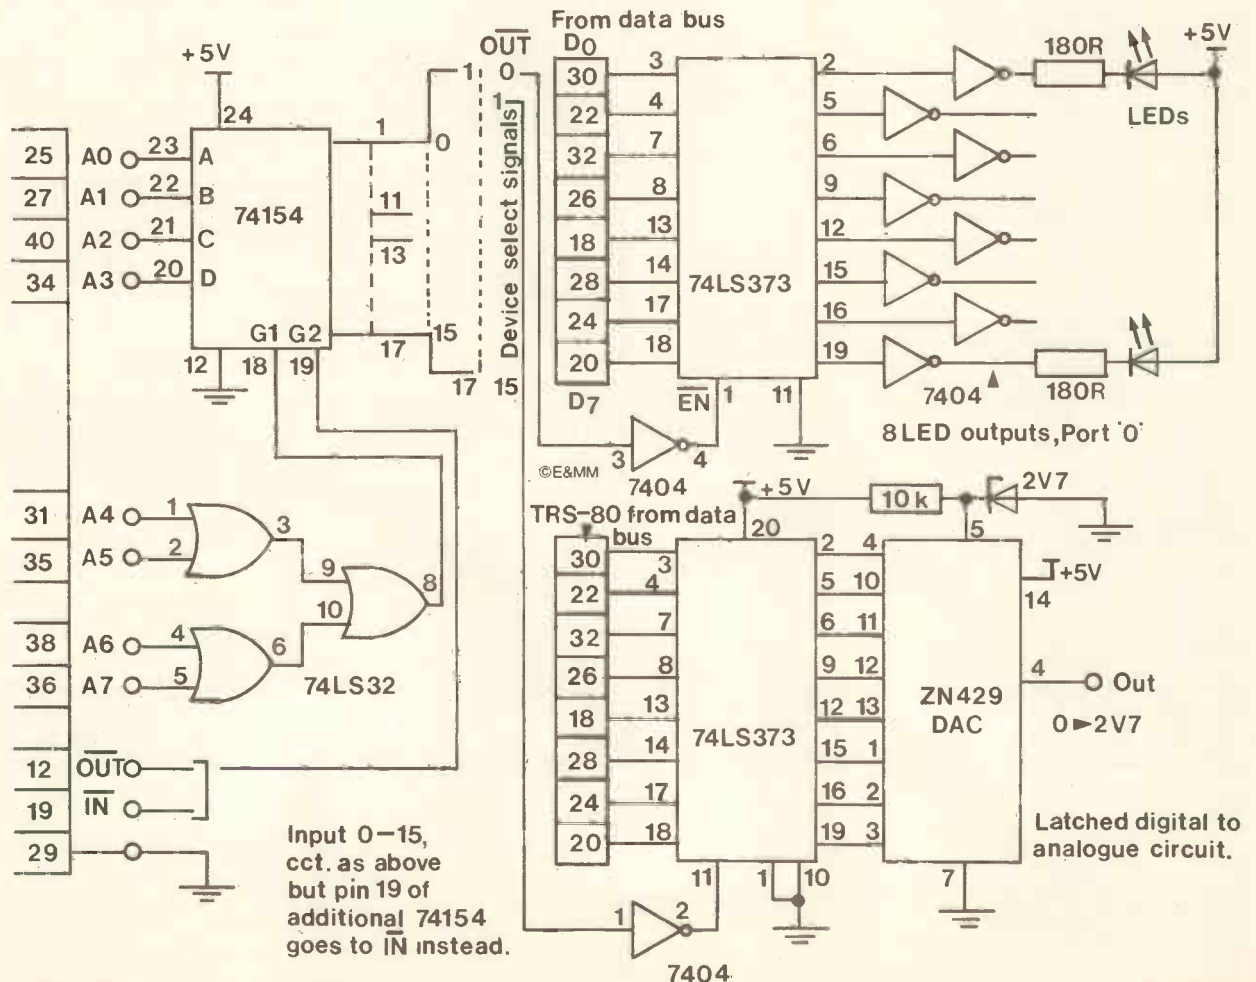 25
27
40
34
31
35
38
36
12
19
29
A0 23 A
A1 22 B
A2 21 C
A3 20 D
+5V
24
74154
G1 G2
12 18 19
1
11
13
17
1
0
15
17
A4 1
A5 2
3
A6 4
A7 5
6
9
10
8
74LS32
OUT
IN
Input 0–15,
cct. as above
but pin 19 of
additional 74154
goes to IN instead.
OUT
0
1
15
Device select signals
From data bus
D0
30 3
22 4
32 7
26 8
18 13
28 14
24 17
20 18
D7
74LS373
EN 1 11
2
5
6
9
12
15
16
19
180R
LEDs
+5V
7404
180R
8 LED outputs, Port '0'
3 4
7404
©E&MM
TRS-80 from data
bus
30 3
22 4
32 7
26 8
18 13
28 14
24 17
20 18
74LS373
+5V
20
10k
2V7
5
2 4
5 10
6 11
9 12
12 13
15 1
16 2
19 3
11 1 10
1 2
7404
ZN429
DAC
+5V
14
4
Out
0►2V7
7
Latched digital to
analogue circuit.